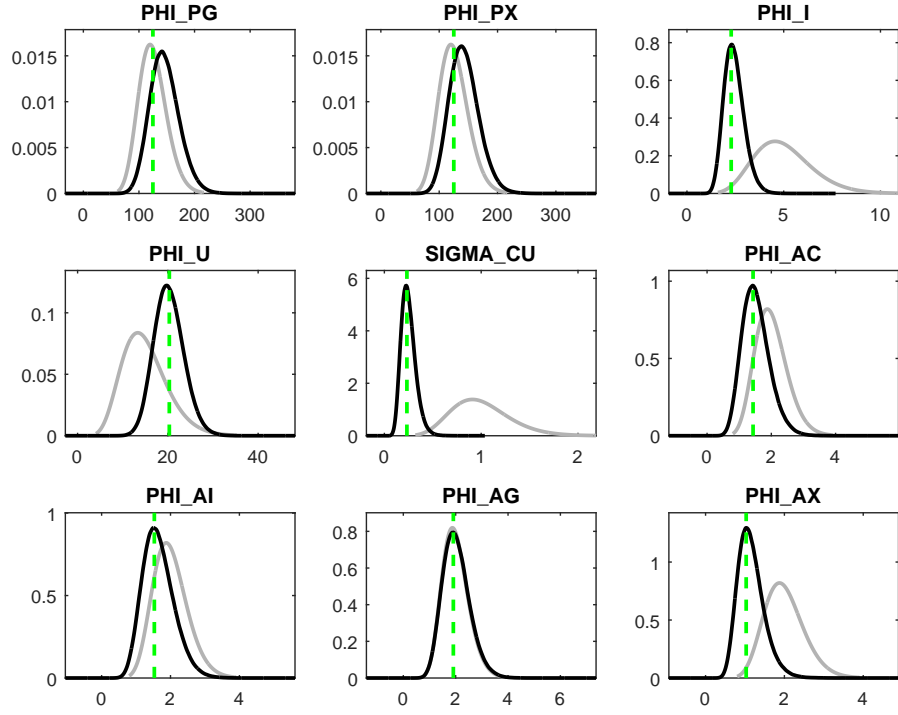 PHI_PG PHI_PX PHI_I
0.015 0.015 0.8
0.6
0.01 0.01
0.4
0.005 0.005
0.2
0 0 0
0 100 200 300 0 100 200 300 0 5 10
PHI_U SIGMA_CU PHI_AC
6 1
0.1
4
0.5
0.05
2
0 0 0
0 20 40 0 1 2 0 2 4
PHI_AI PHI_AG PHI_AX
1 0.8
0.6 1
0.5 0.4
0.5
0.2
0 0 0
0 2 4 0 2 4 6 0 2 4